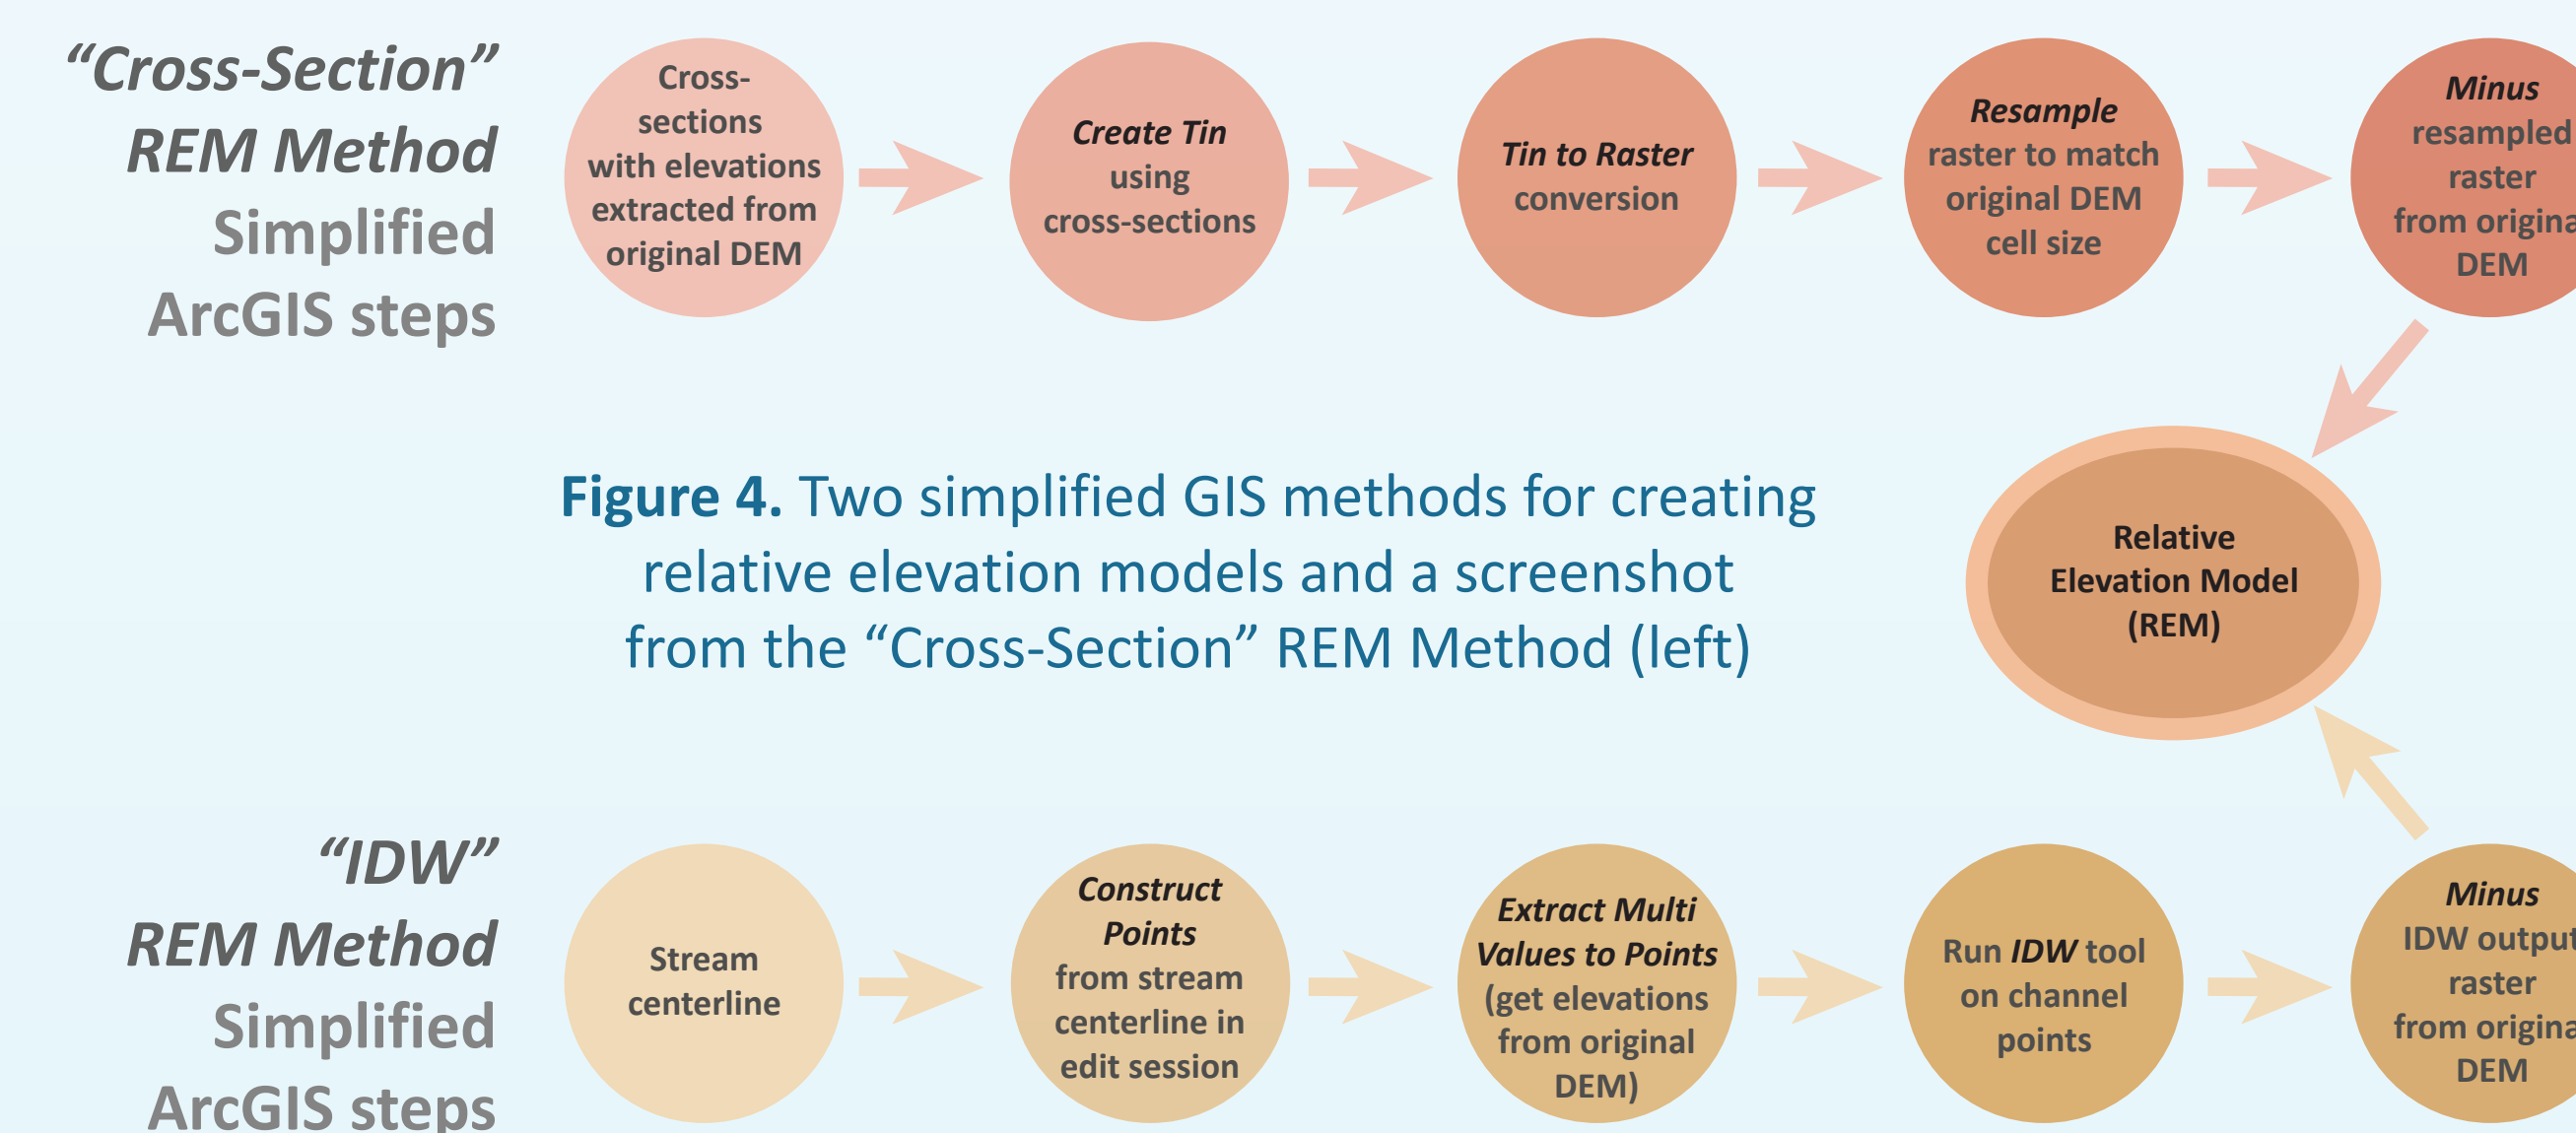 “Cross-Section”
REM Method
Simplified
ArcGIS steps
Cross-
sections
with elevations
extracted from
original DEM
Create Tin
using
cross-sections
Tin to Raster
conversion
Resample
raster to match
original DEM
cell size
Minus
resampled
raster
from origina
DEM
Figure 4. Two simplified GIS methods for creating
relative elevation models and a screenshot
from the “Cross-Section” REM Method (left)
Relative
Elevation Model
(REM)
“IDW”
REM Method
Simplified
ArcGIS steps
Stream
centerline
Construct
Points
from stream
centerline in
edit session
Extract Multi
Values to Points
(get elevations
from original
DEM)
Run IDW tool
on channel
points
Minus
IDW output
raster
from origina
DEM